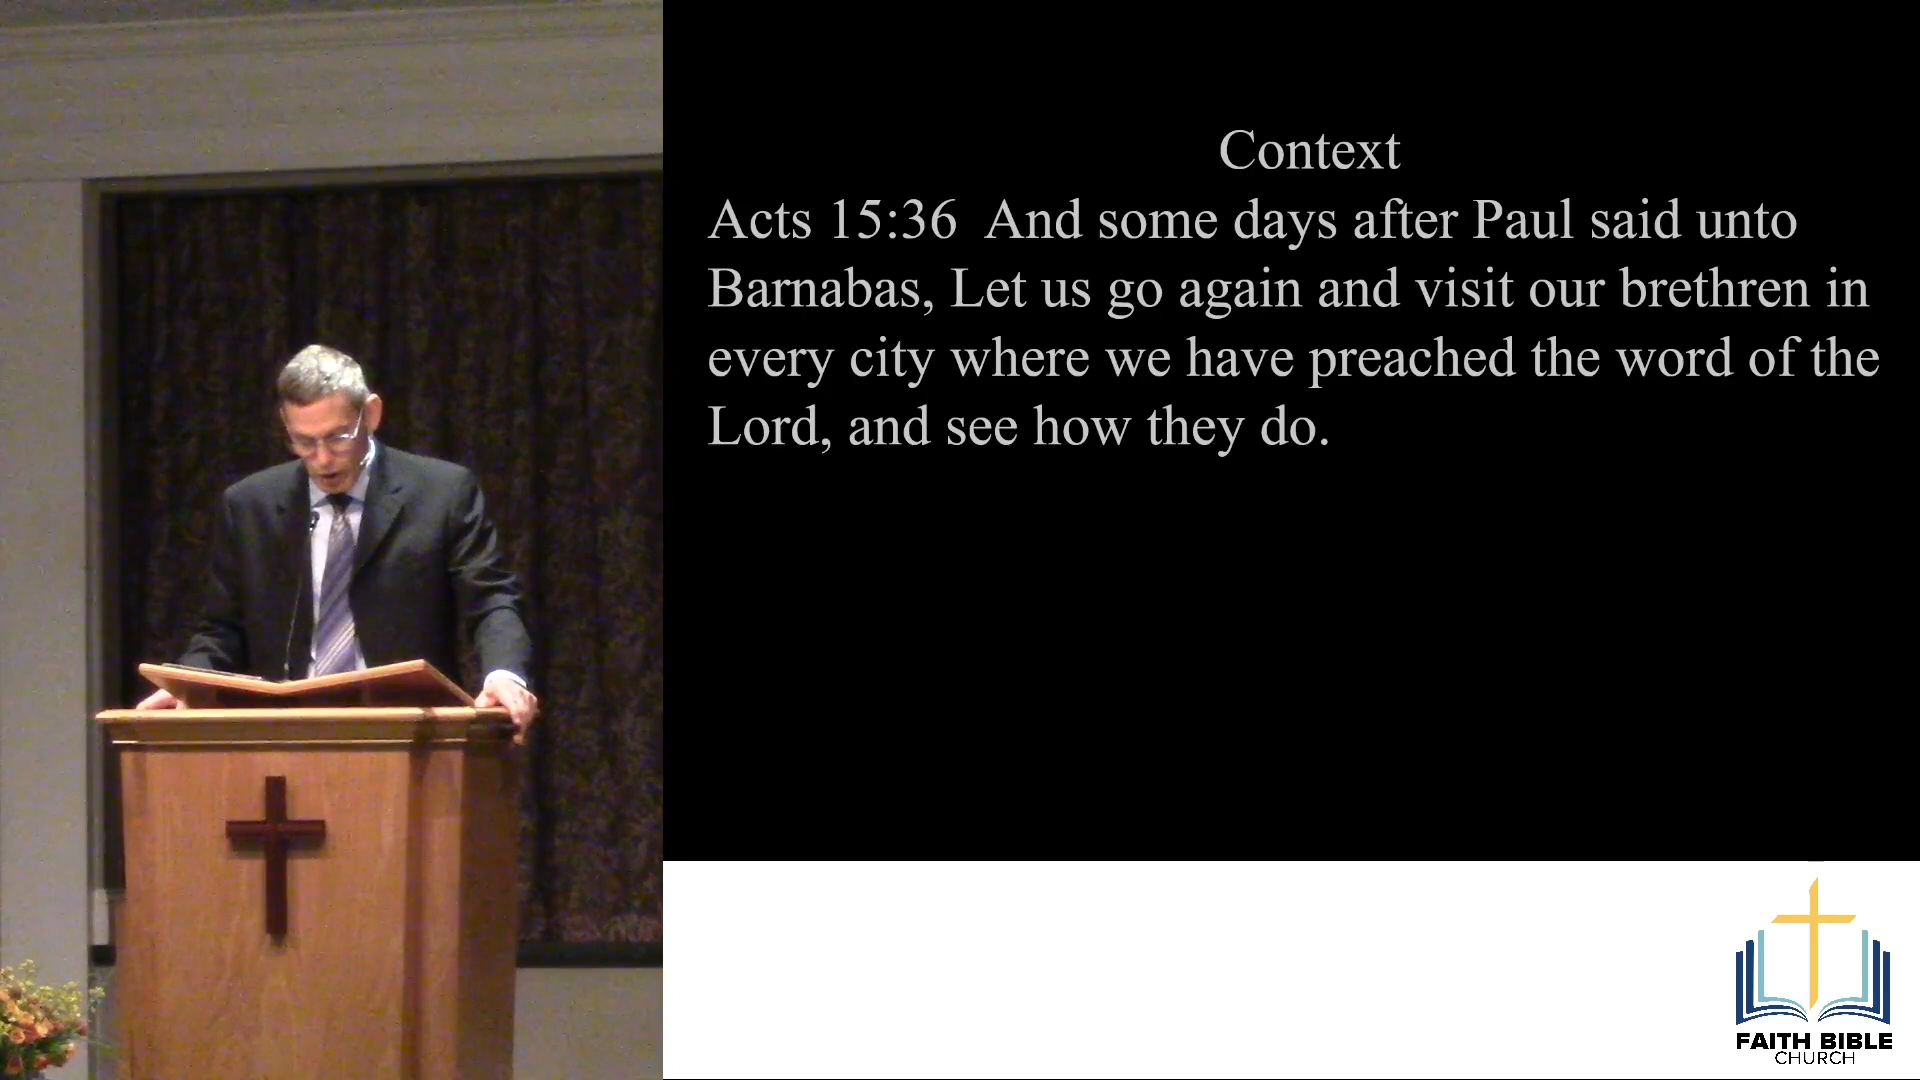 Context
Acts 15:36  And some days after Paul said unto
Barnabas, Let us go again and visit our brethren in
every city where we have preached the word of the
Lord, and see how they do.
FAITH BIBLE
CHURCH